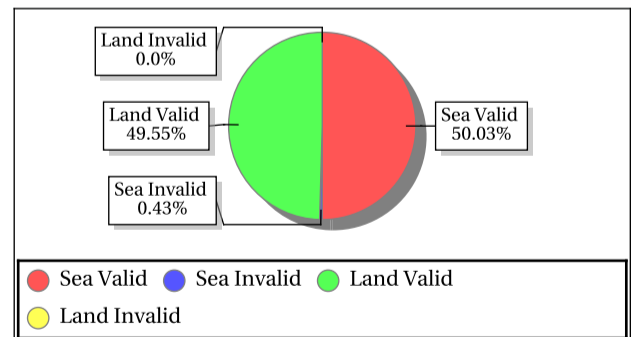 Land Invalid
0.0%
Land Valid
49.55%
Sea Valid
50.03%
Sea Invalid
0.43%
Sea Valid
Sea Invalid
Land Valid
Land Invalid